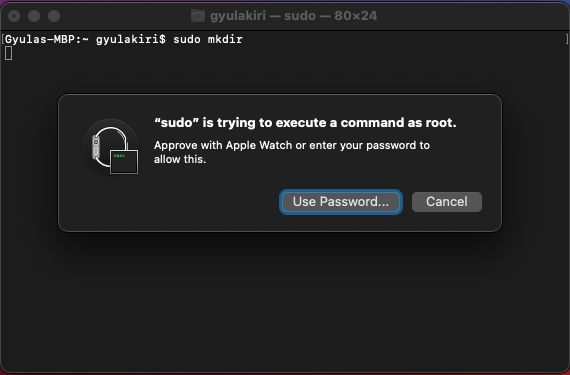 gyulakiri — sudo — 80×24
[Gyulas-MBP:~ gyulakiri$ sudo mkdir ]
“sudo” is trying to execute a command as root.
Approve with Apple Watch or enter your password to
allow this.
Use Password... Cancel